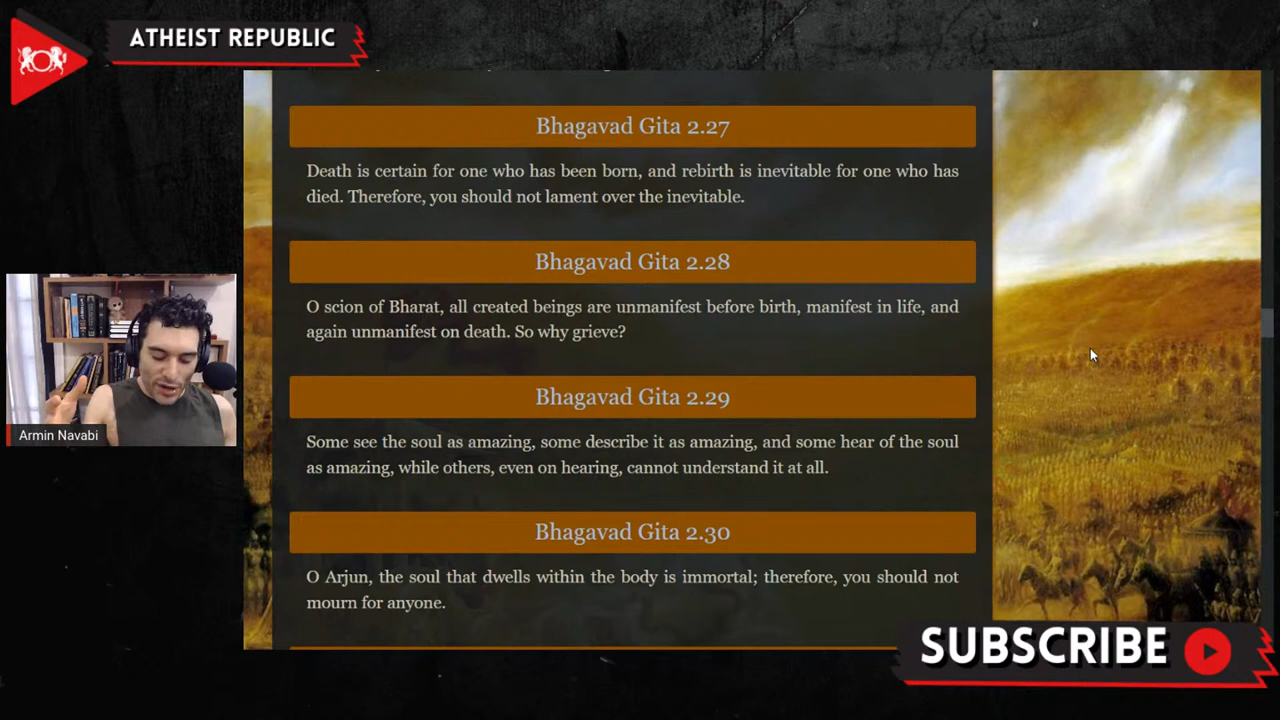 ATHEIST REPUBLIC
Bhagavad Gita 2.27
Death is certain for one who has been born, and rebirth is inevitable for one who has
died. Therefore, you should not lament over the inevitable.
Bhagavad Gita 2.28
O scion of Bharat, all created beings are unmanifest before birth, manifest in life, and
again unmanifest on death. So why grieve?
Bhagavad Gita 2.29
Some see the soul as amazing, some describe it as amazing, and some hear of the soul
as amazing, while others, even on hearing, cannot understand it at all.
Bhagavad Gita 2.30
O Arjun, the soul that dwells within the body is immortal; therefore, you should not
mourn for anyone.
Armin Navabi
SUBSCRIBE